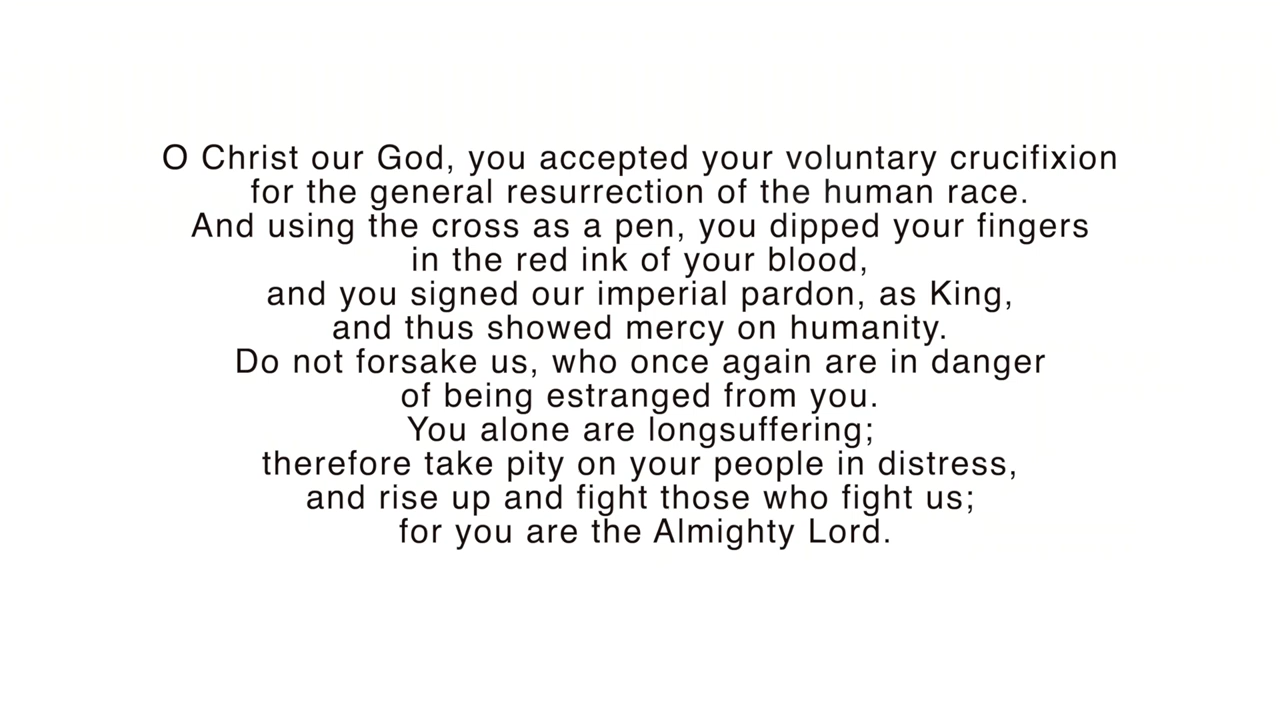 O Christ our God, you accepted your voluntary crucifixion
for the general resurrection of the human race.
And using the cross as a pen, you dipped your fingers
in the red ink of your blood,
and you signed our imperial pardon, as King,
and thus showed mercy on humanity.
Do not forsake us, who once again are in danger
of being estranged from you.
You alone are longsuffering;
therefore take pity on your people in distress,
and rise up and fight those who fight us;
for you are the Almighty Lord.